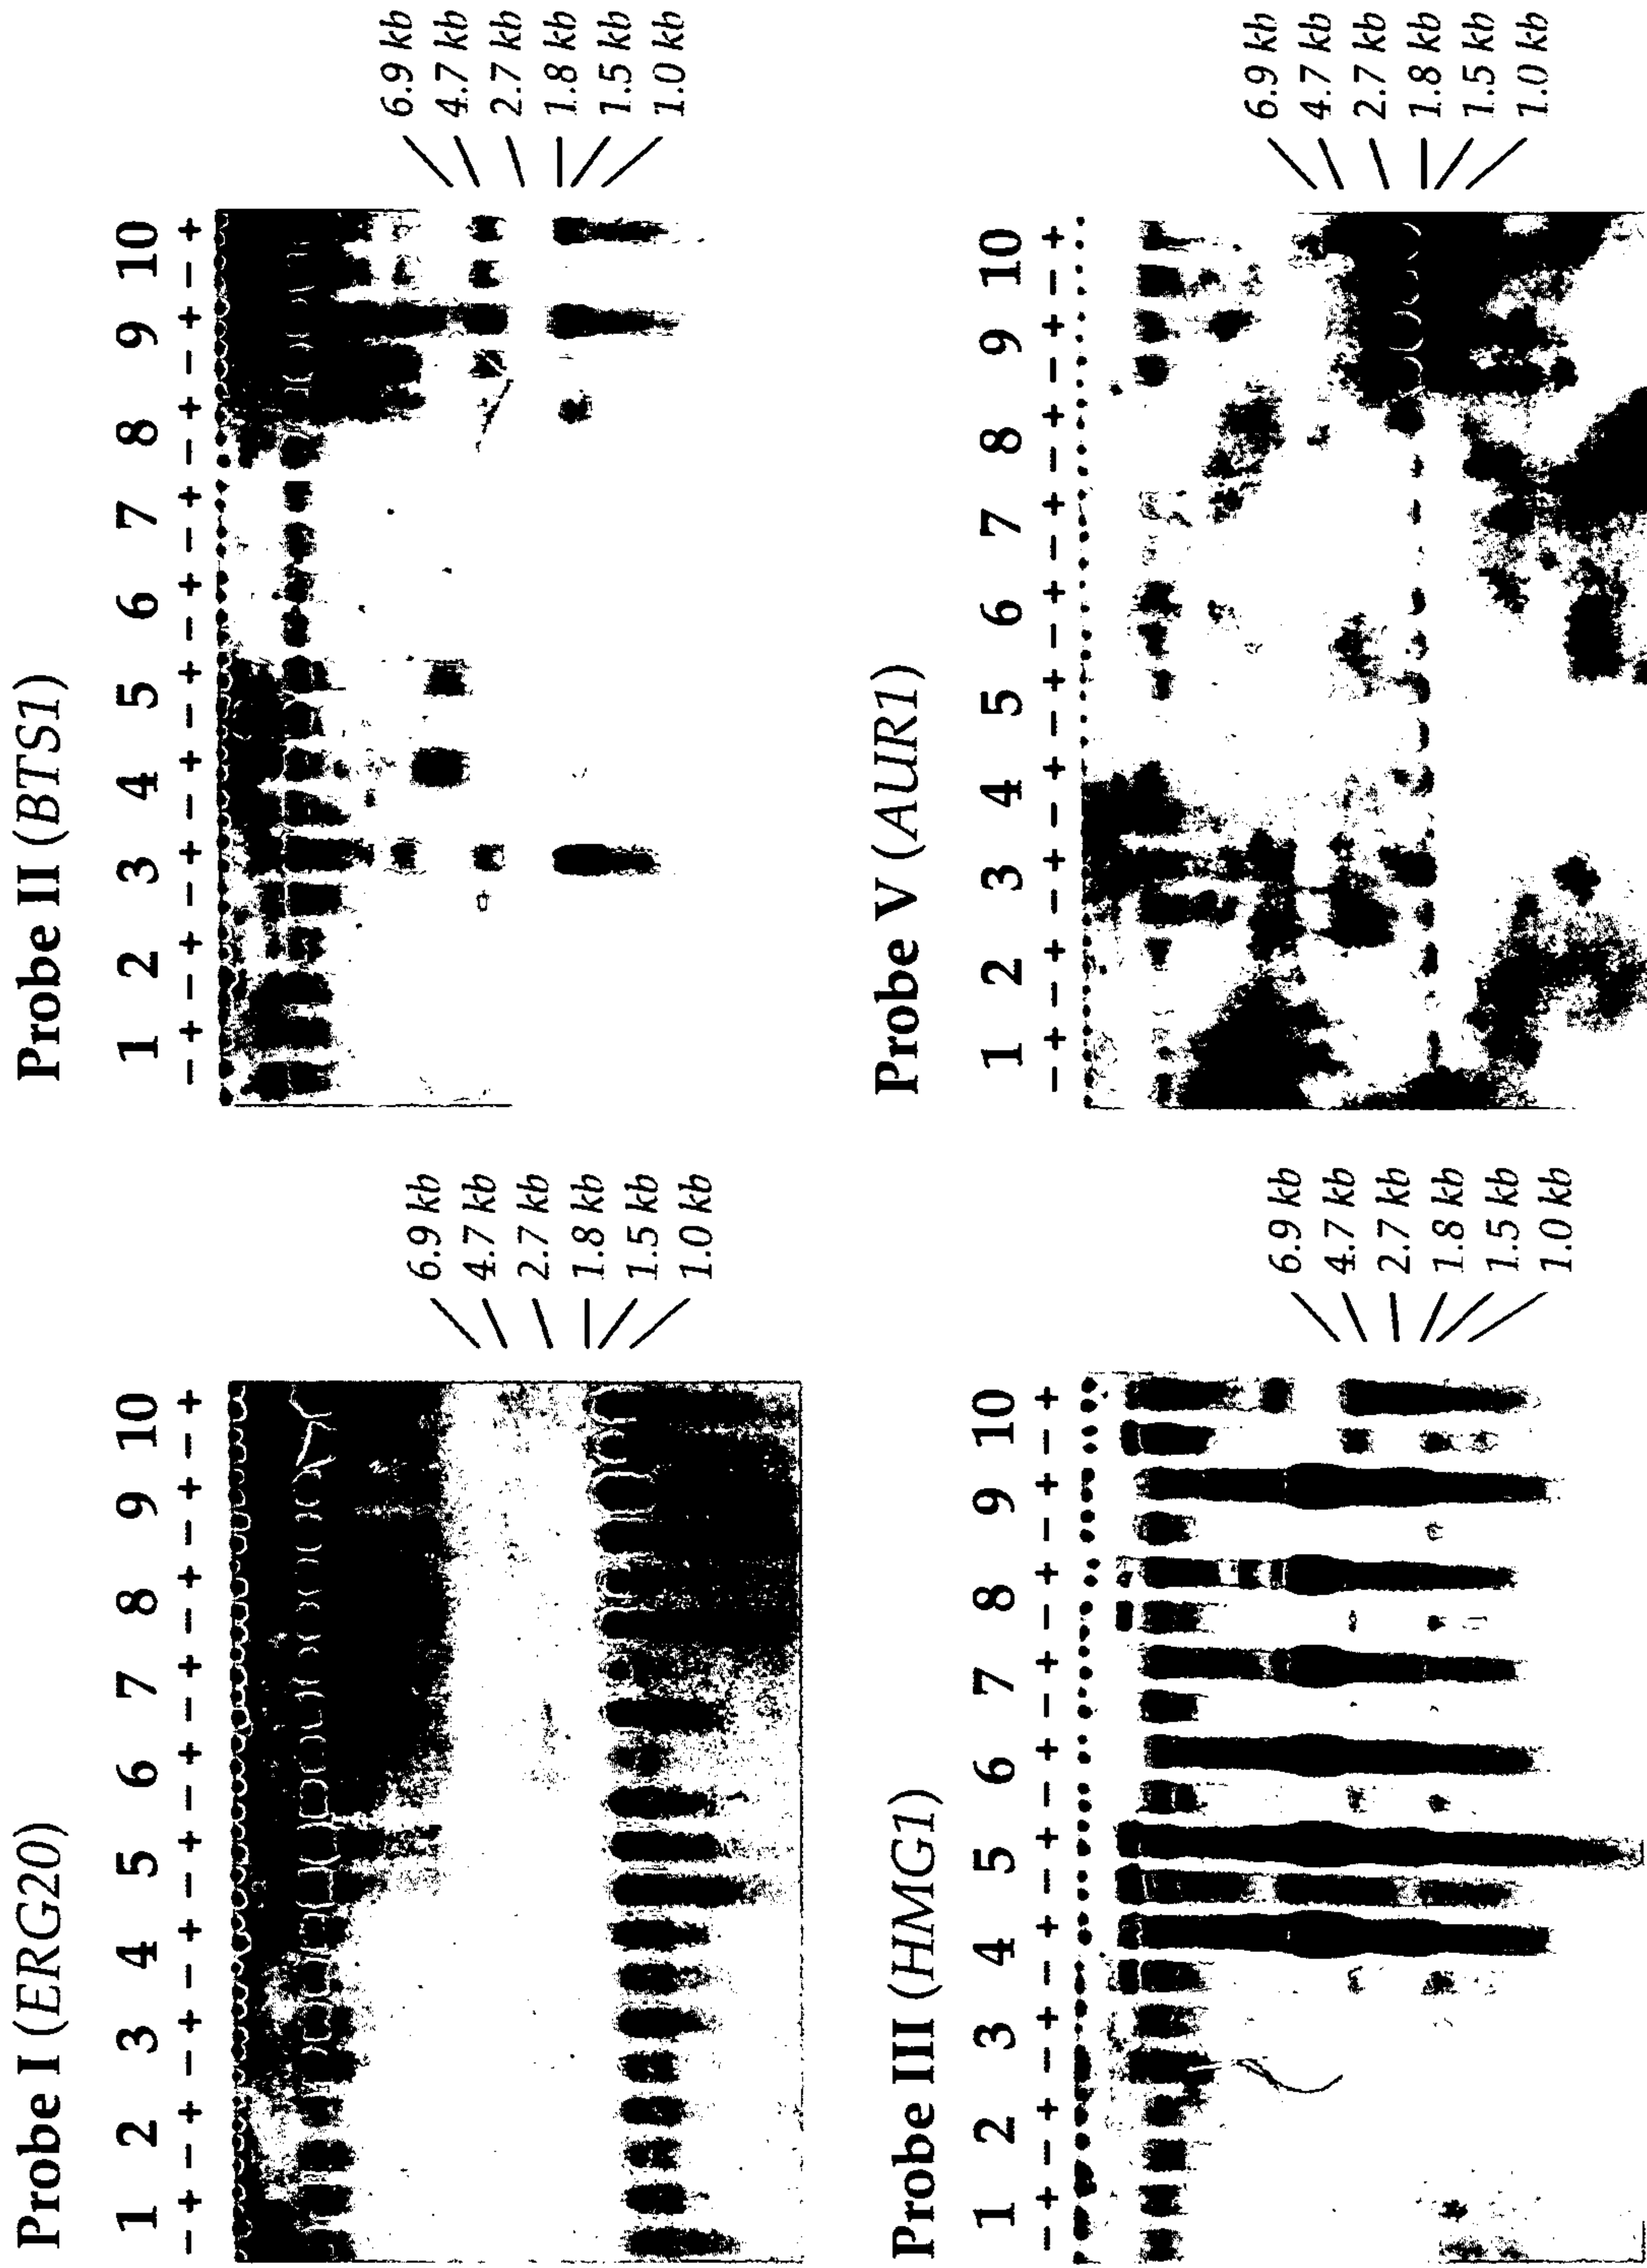 Probe I (ERG20)
1 2 3 4 5 6 7 8 9 10
− + − + − + − + − + − + − + − + − + − +
6.9 kb
4.7 kb
2.7 kb
1.8 kb
1.5 kb
1.0 kb
Probe II (BTS1)
1 2 3 4 5 6 7 8 9 10
− + − + − + − + − + − + − + − + − + − +
6.9 kb
4.7 kb
2.7 kb
1.8 kb
1.5 kb
1.0 kb
Probe III (HMG1)
1 2 3 4 5 6 7 8 9 10
− + − + − + − + − + − + − + − + − + − +
6.9 kb
4.7 kb
2.7 kb
1.8 kb
1.5 kb
1.0 kb
Probe V (AUR1)
1 2 3 4 5 6 7 8 9 10
− + − + − + − + − + − + − + − + − + − +
6.9 kb
4.7 kb
2.7 kb
1.8 kb
1.5 kb
1.0 kb